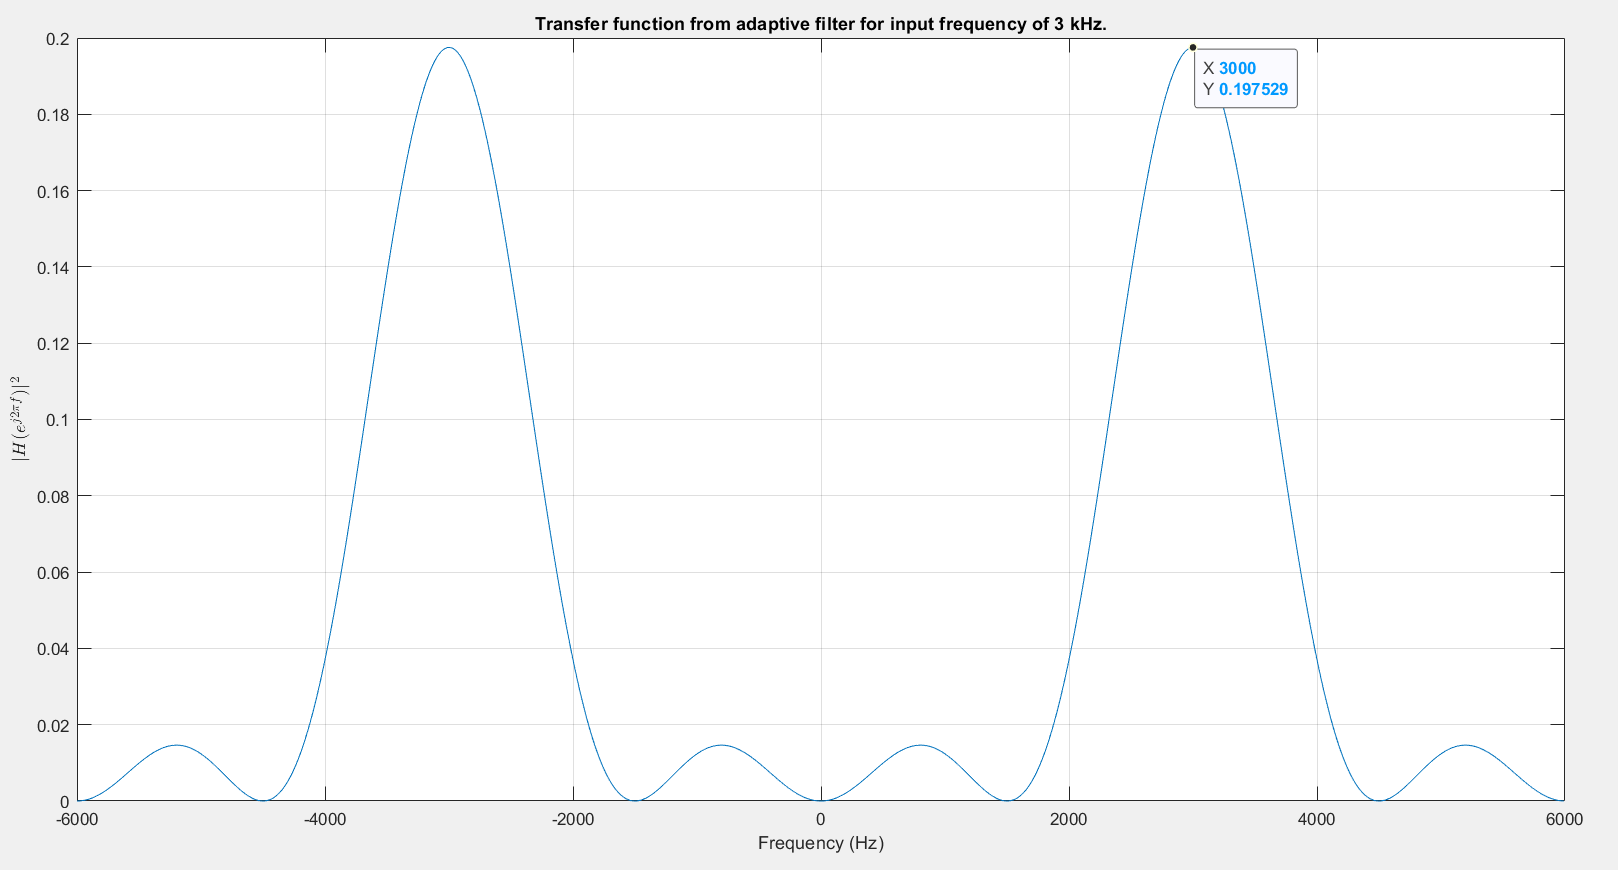 Transfer function from adaptive filter for input frequency of 3 kHz.
0.2
0.18
0.16
0.14
0.12
0.1
0.08
0.06
0.04
0.02
0
|H(e^{j2πf})|^2
X 3000
Y 0.197529
-6000 -4000 -2000 0 2000 4000 6000
Frequency (Hz)